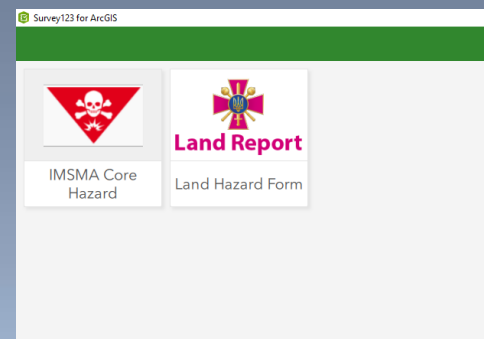 Survey123 for ArcGIS
Land Report
IMSMA Core
Hazard
Land Hazard Form